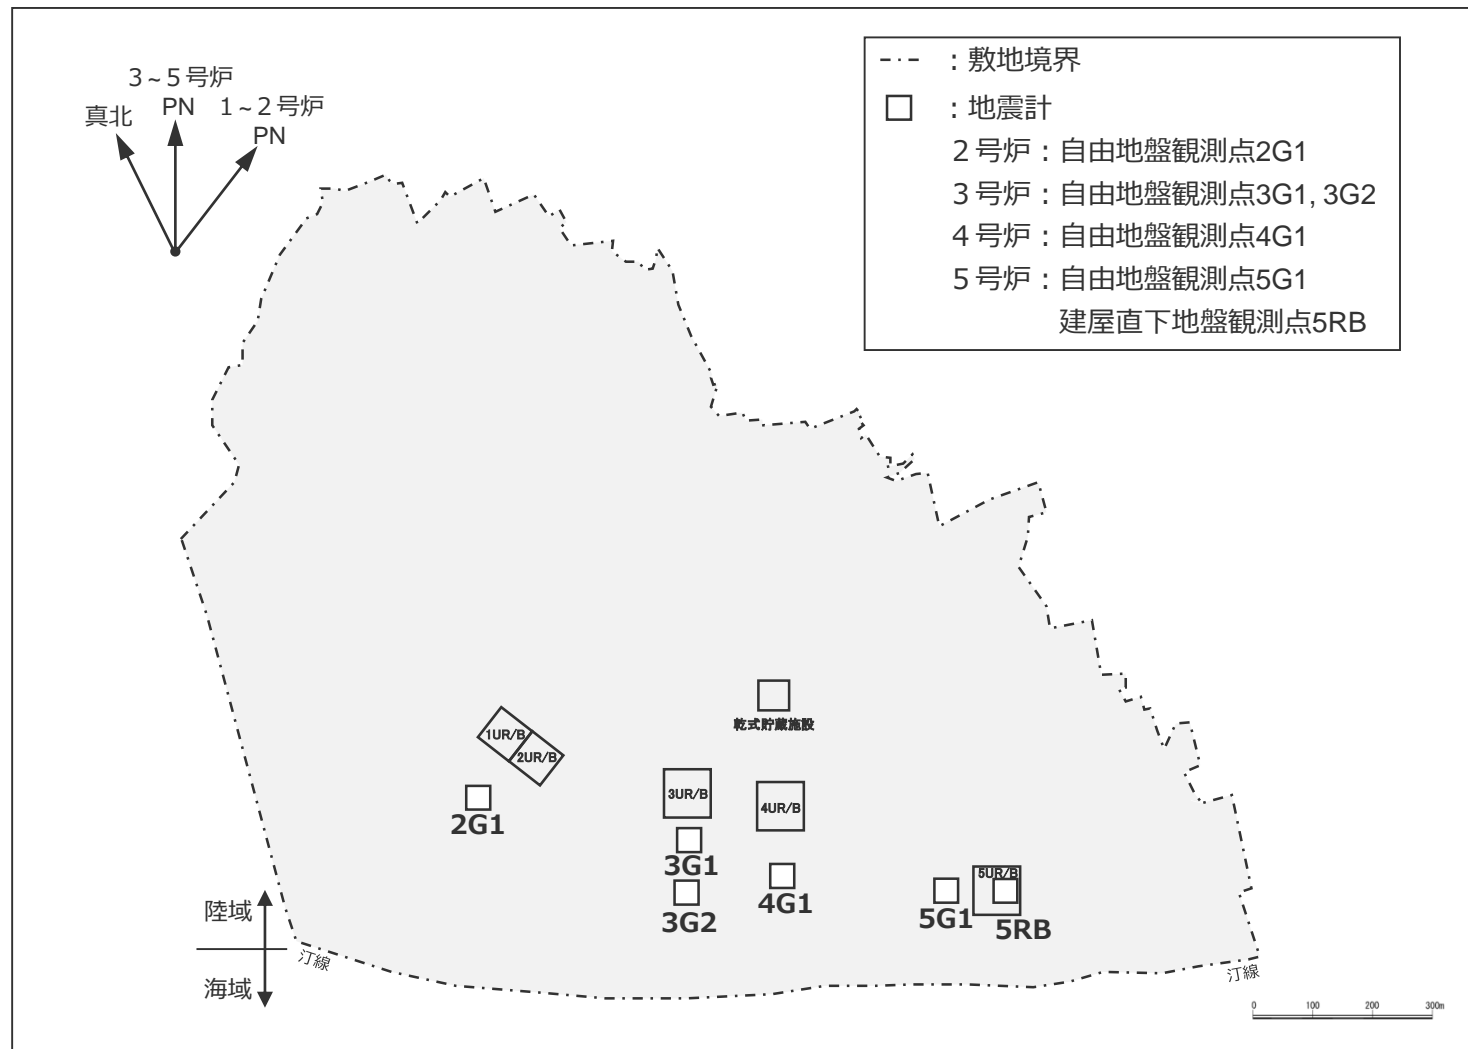 3~5号炉
PN
1~2号炉
PN
真北
：敷地境界
：地震計
2号炉：自由地盤観測点2G1
3号炉：自由地盤観測点3G1, 3G2
4号炉：自由地盤観測点4G1
5号炉：自由地盤観測点5G1
建屋直下地盤観測点5RB
乾式貯蔵施設
1UR/B
2UR/B
3UR/B
4UR/B
2G1
3G1
3G2
4G1
5UR/B
5G1
5RB
陸域
海域
汀線
汀線
0 100 200 300m